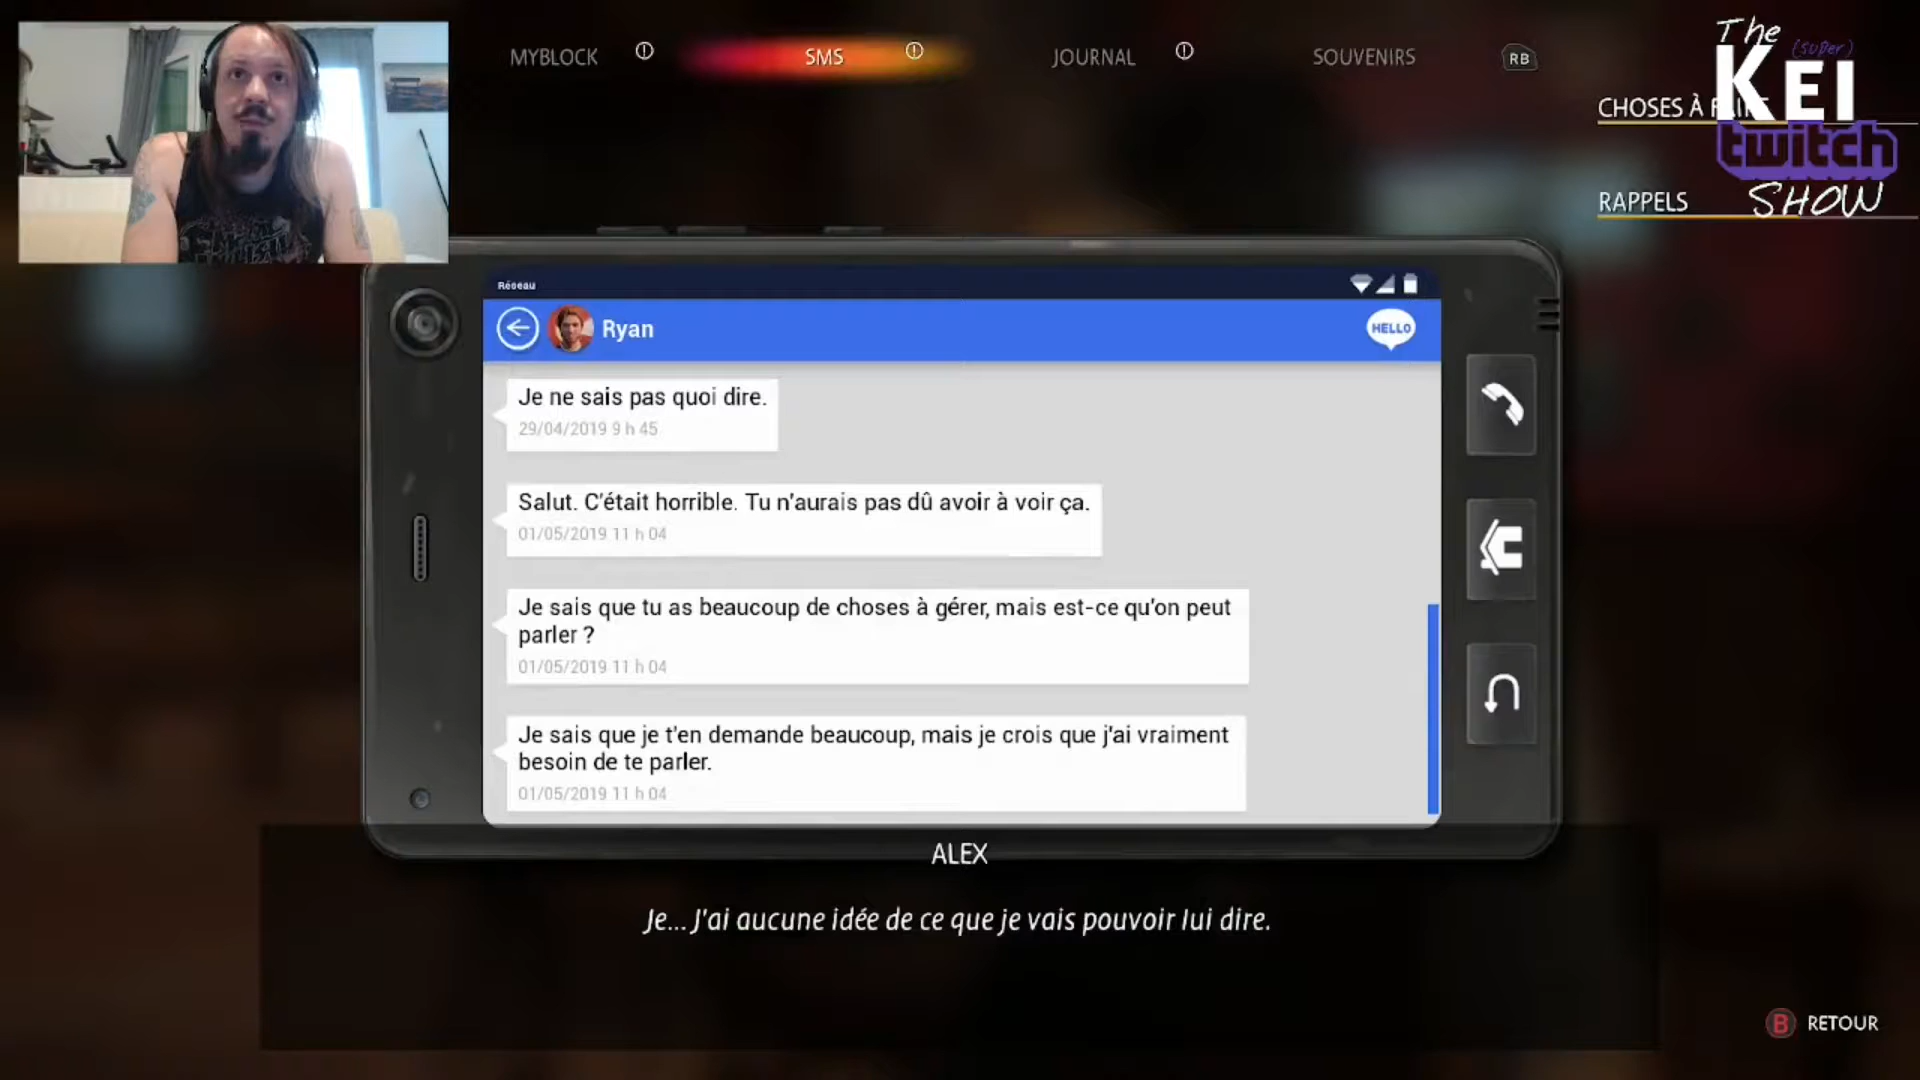 MYBLOCK
SMS
JOURNAL
SOUVENIRS
RB
The
(super)
KEI
twitch
SHOW
CHOSES À
RAPPELS
Réseau
Ryan
HELLO
Je ne sais pas quoi dire.
29/04/2019 9 h 45
Salut. C'était horrible. Tu n'aurais pas dû avoir à voir ça.
01/05/2019 11 h 04
Je sais que tu as beaucoup de choses à gérer, mais est-ce qu'on peut
parler ?
01/05/2019 11 h 04
Je sais que je t'en demande beaucoup, mais je crois que j'ai vraiment
besoin de te parler.
01/05/2019 11 h 04
ALEX
Je... J'ai aucune idée de ce que je vais pouvoir lui dire.
B RETOUR